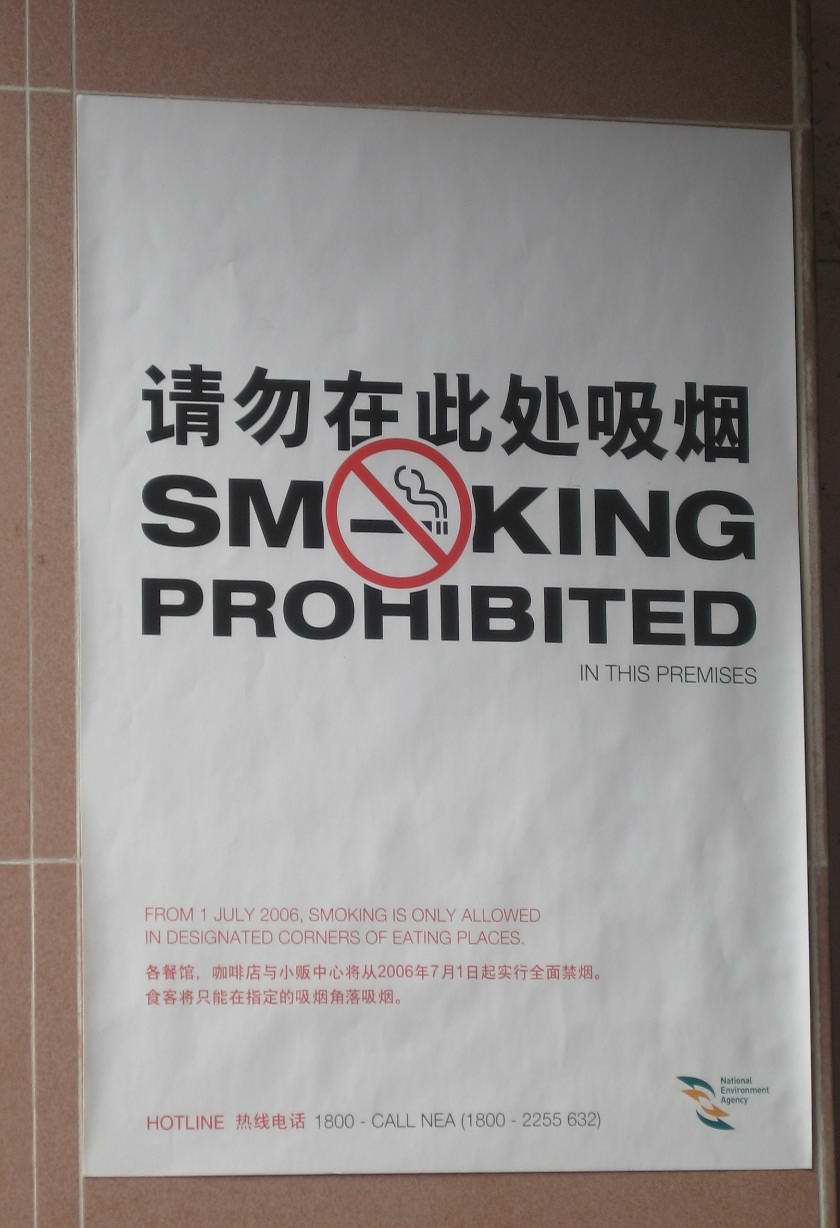 请勿在此处吸烟
SMOKING
PROHIBITED
IN THIS PREMISES
FROM 1 JULY 2006, SMOKING IS ONLY ALLOWED
IN DESIGNATED CORNERS OF EATING PLACES.
各餐馆，咖啡店与小贩中心将从2006年7月1日起实行全面禁烟。
食客将只能在指定的吸烟角落吸烟。
National
Environment
Agency
HOTLINE 热线电话 1800 - CALL NEA (1800 - 2255 632)